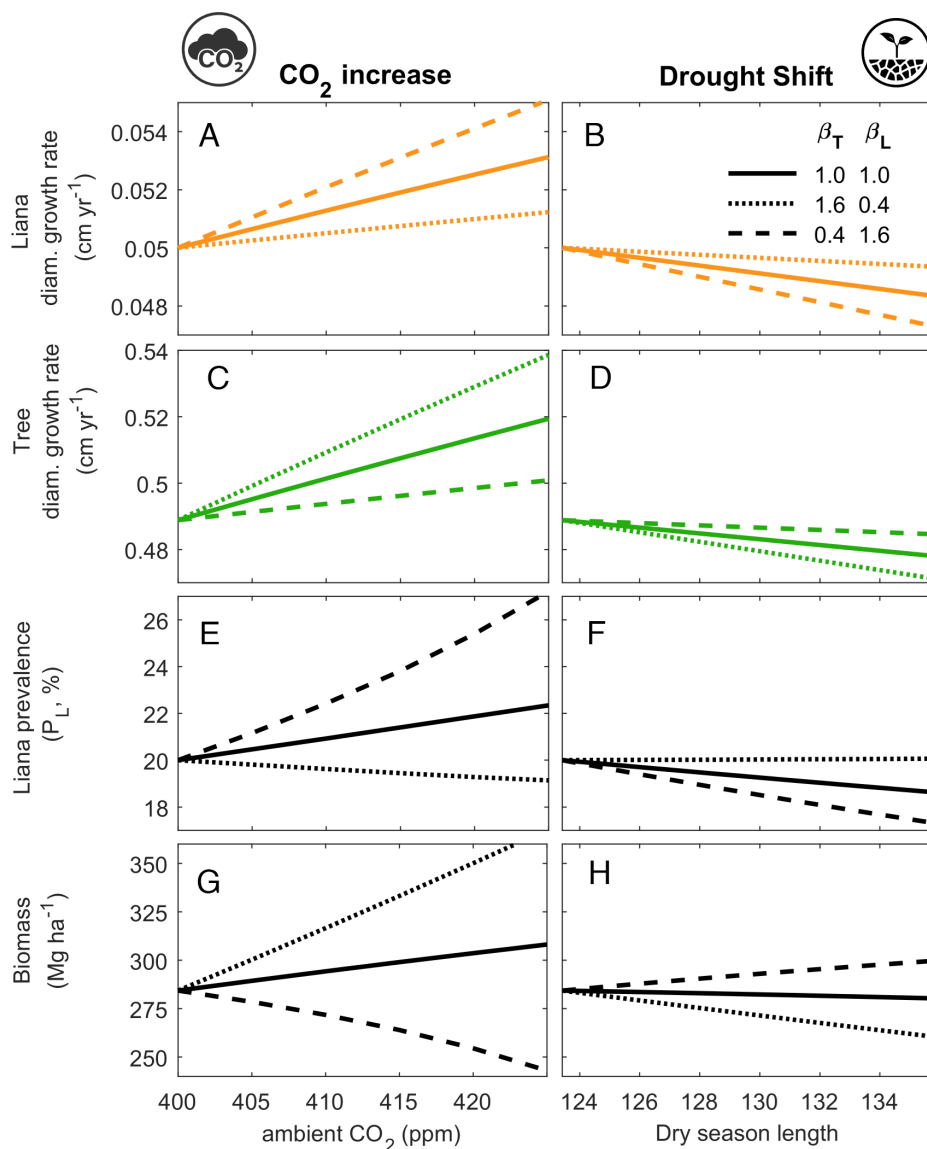 CO2
CO2 increase
Drought Shift
Liana
diam. growth rate
(cm yr-1)
0.054
0.052
0.05
0.048
A
B
βT βL
1.0 1.0
1.6 0.4
0.4 1.6
Tree
diam. growth rate
(cm yr-1)
0.54
0.52
0.5
0.48
C
D
Liana prevalence
(PL, %)
26
24
22
20
18
E
F
Biomass
(Mg ha-1)
350
325
300
275
250
G
H
400 405 410 415 420
124 126 128 130 132 134
ambient CO2 (ppm)
Dry season length